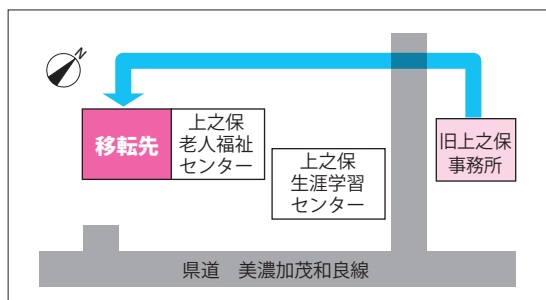 N
移転先
上之保
老人福祉
センター
上之保
生涯学習
センター
旧上之保
事務所
県道　美濃加茂和良線